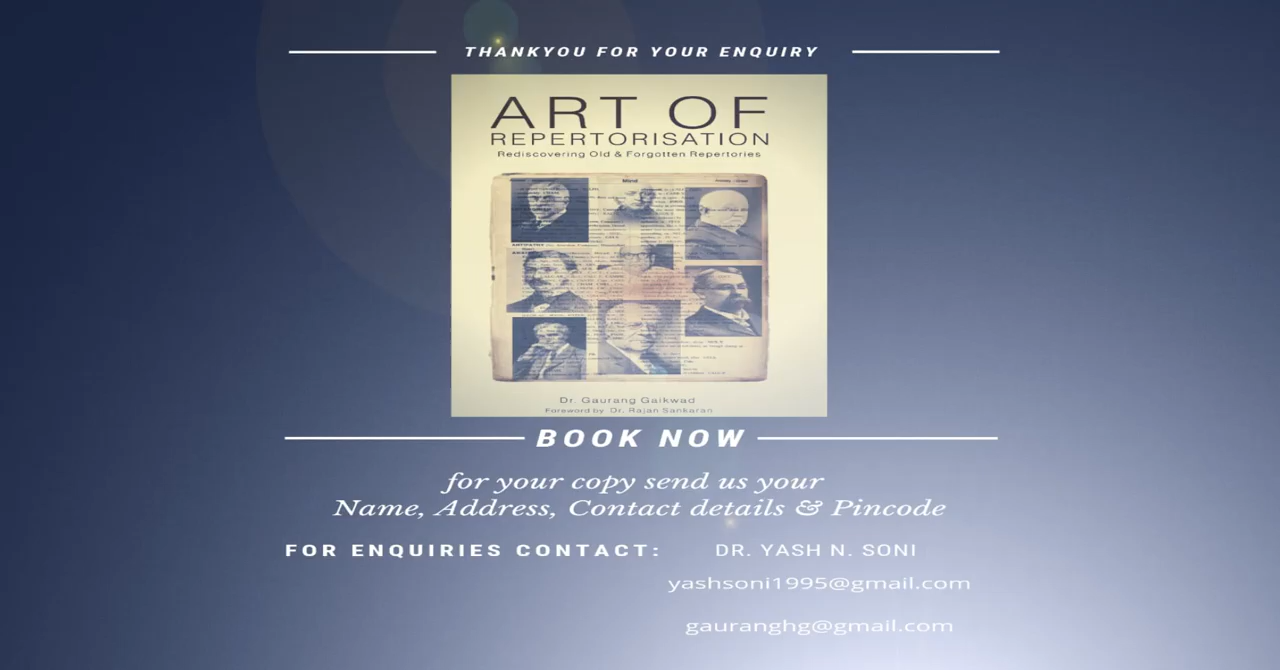 THANKYOU FOR YOUR ENQUIRY
ART OF
REPERTORISATION
Rediscovering Old & Forgotten Repertories
Mind
Dr. Gaurang Gaikwad
Foreword by Dr. Rajan Sankaran
BOOK NOW
for your copy send us your
Name, Address, Contact details & Pincode
FOR ENQUIRIES CONTACT: DR. YASH N. SONI
yashsoni1995@gmail.com
gauranghg@gmail.com